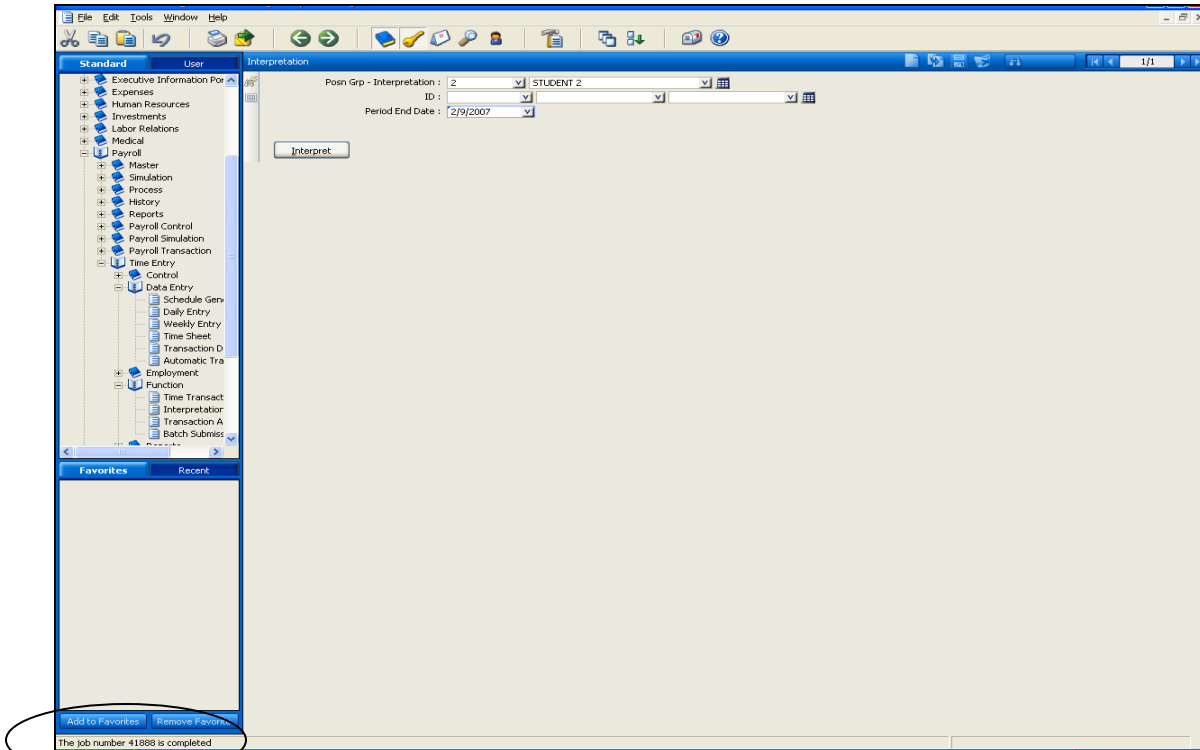 File Edit Tools Window Help
Standard User
Interpretation
1/1
Executive Information Por
Expenses
Human Resources
Investments
Labor Relations
Medical
Payroll
Master
Simulation
Process
History
Reports
Payroll Control
Payroll Simulation
Payroll Transaction
Time Entry
Control
Data Entry
Schedule Gen
Daily Entry
Weekly Entry
Time Sheet
Transaction D
Automatic Tra
Employment
Function
Time Transact
Interpretation
Transaction A
Batch Submiss
Posn Grp - Interpretation : 2 STUDENT 2
ID :
Period End Date : 2/9/2007
Interpret
Favorites Recent
Add to Favorites Remove Favorite
The job number 41888 is completed